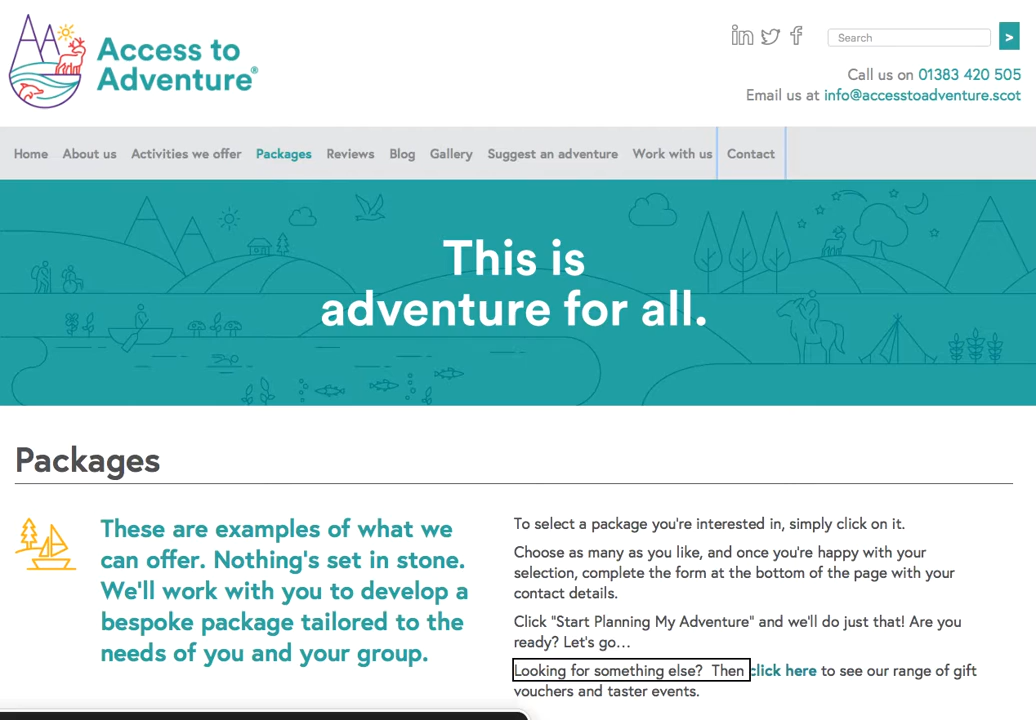 Access to
Adventure®
in
f
Search
>
Call us on 01383 420 505
Email us at info@accesstoadventure.scot
Home About us Activities we offer Packages Reviews Blog Gallery Suggest an adventure Work with us Contact
This is
adventure for all.
Packages
These are examples of what we
can offer. Nothing's set in stone.
We'll work with you to develop a
bespoke package tailored to the
needs of you and your group.
To select a package you're interested in, simply click on it.
Choose as many as you like, and once you're happy with your
selection, complete the form at the bottom of the page with your
contact details.
Click "Start Planning My Adventure" and we'll do just that! Are you
ready? Let's go…
Looking for something else? Then click here to see our range of gift
vouchers and taster events.